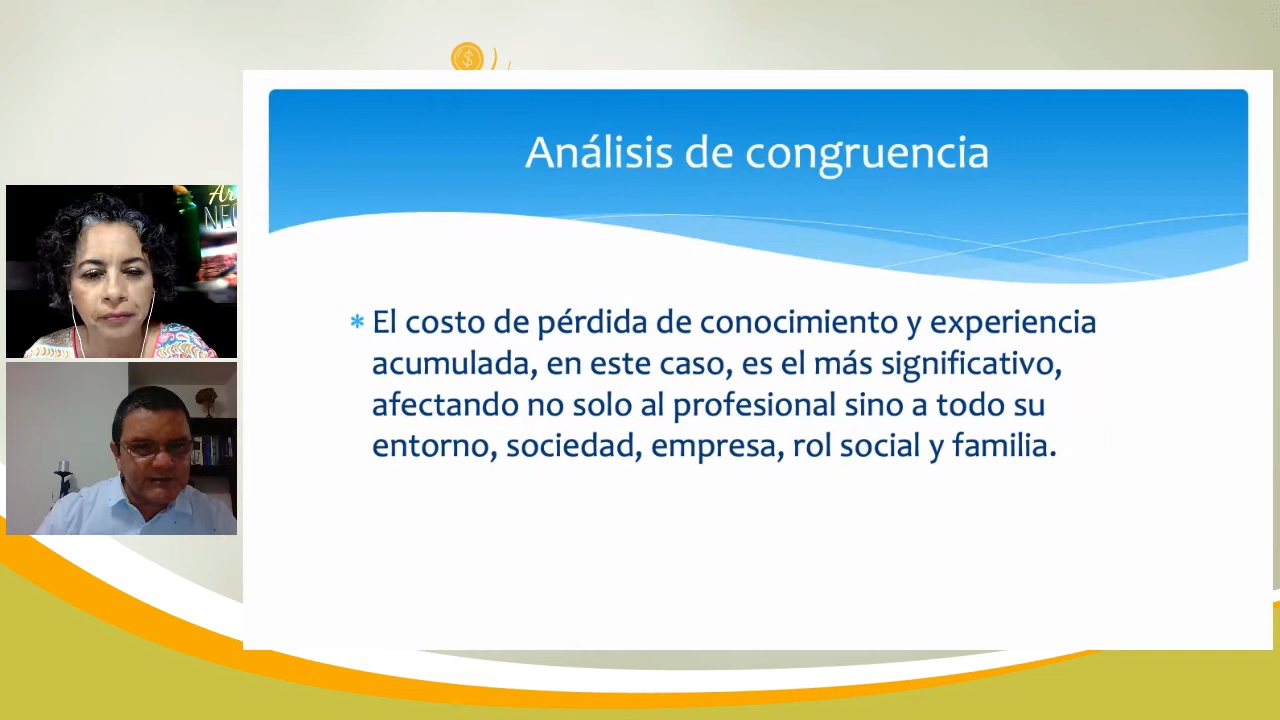 Análisis de congruencia
* El costo de pérdida de conocimiento y experiencia
acumulada, en este caso, es el más significativo,
afectando no solo al profesional sino a todo su
entorno, sociedad, empresa, rol social y familia.
$